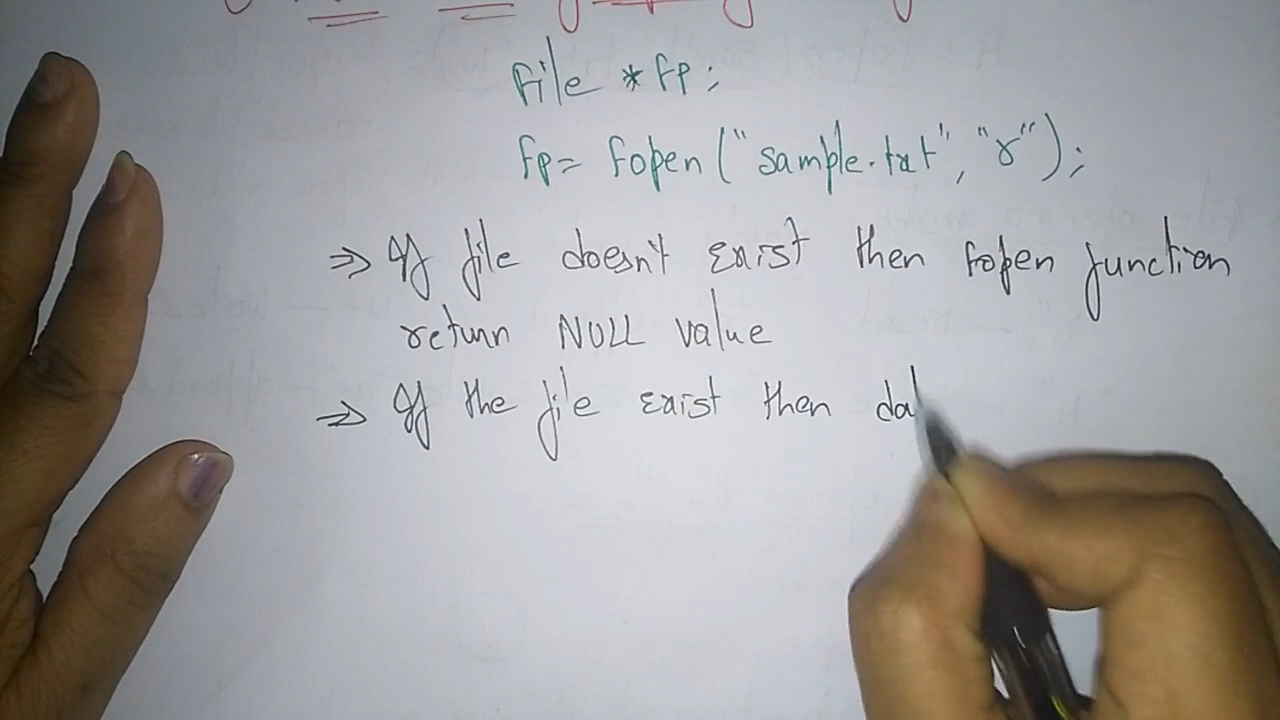 File *fp;
fp= fopen("sample.txt", "r");
⇒ If file doesn't exist then fopen function
return NULL value
⇒ If the file exist then da